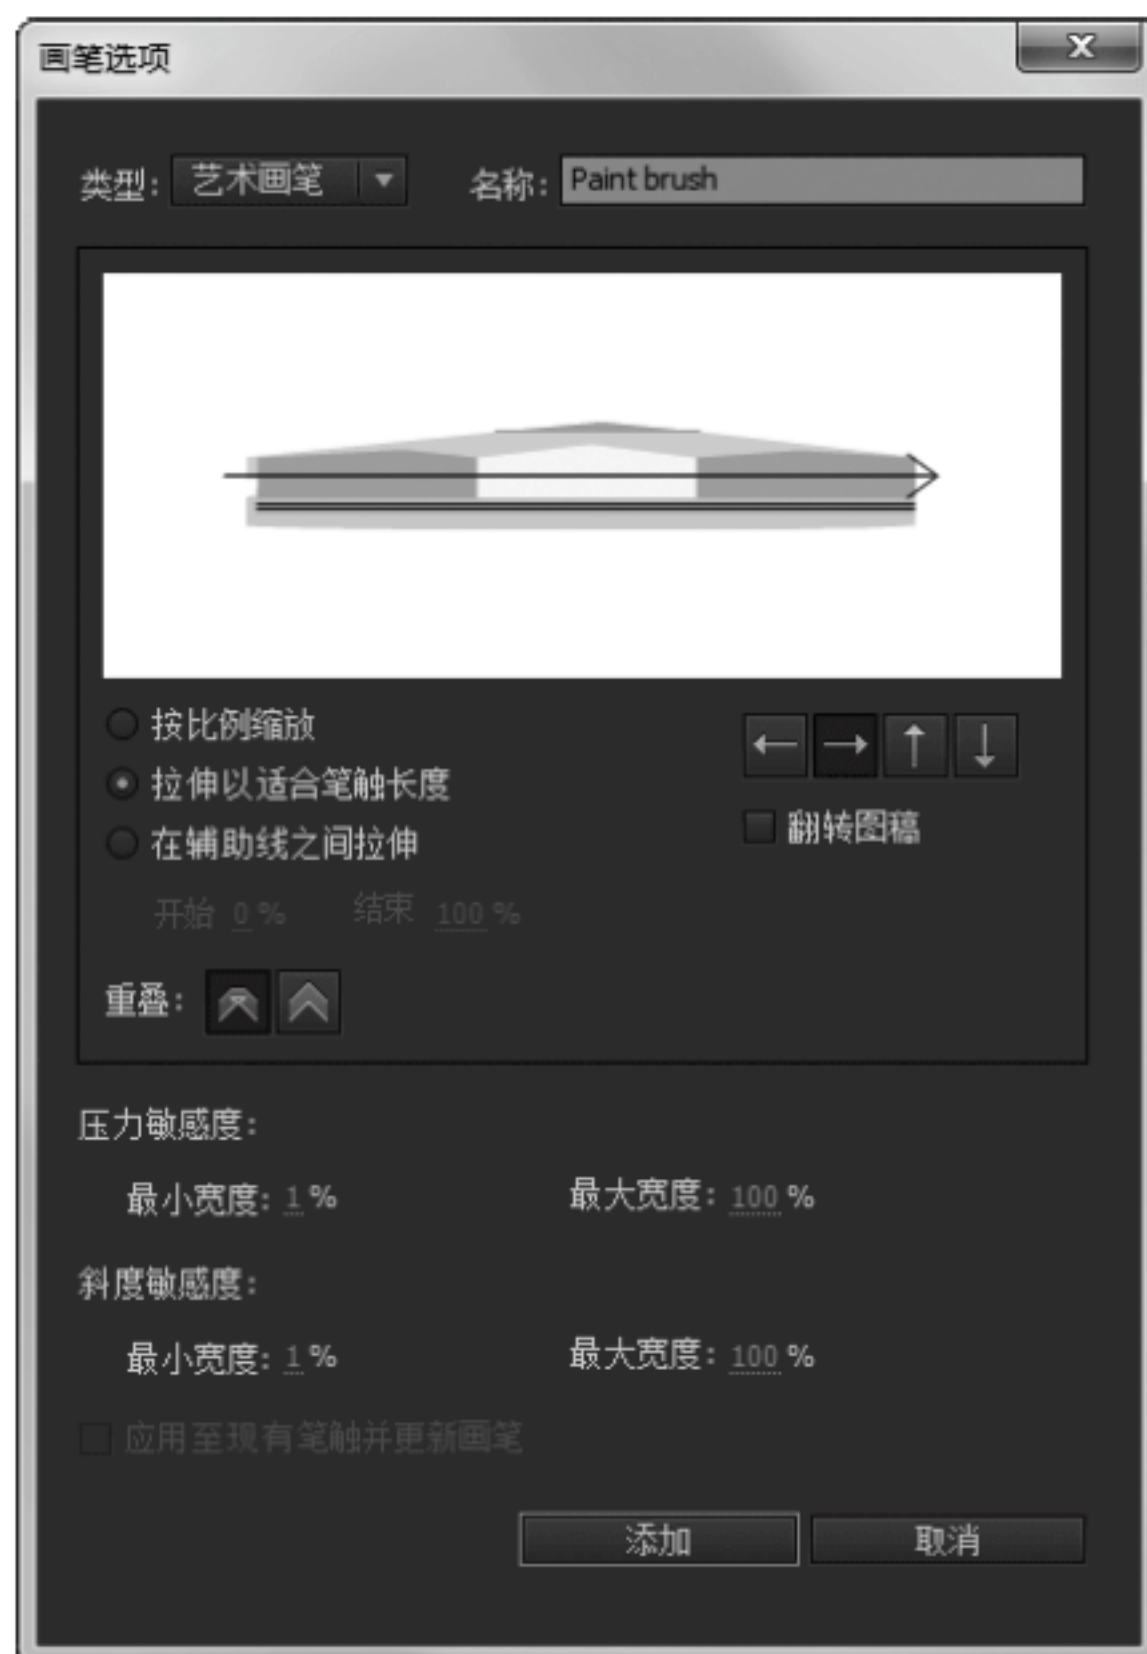 画笔选项
类型: 艺术画笔 名称: Paint brush
按比例缩放
拉伸以适合笔触长度
在辅助线之间拉伸
翻转图稿
开始 0 % 结束 100 %
重叠:
压力敏感度:
最小宽度: 1 % 最大宽度: 100 %
斜度敏感度:
最小宽度: 1 % 最大宽度: 100 %
应用至现有笔触并更新画笔
添加 取消